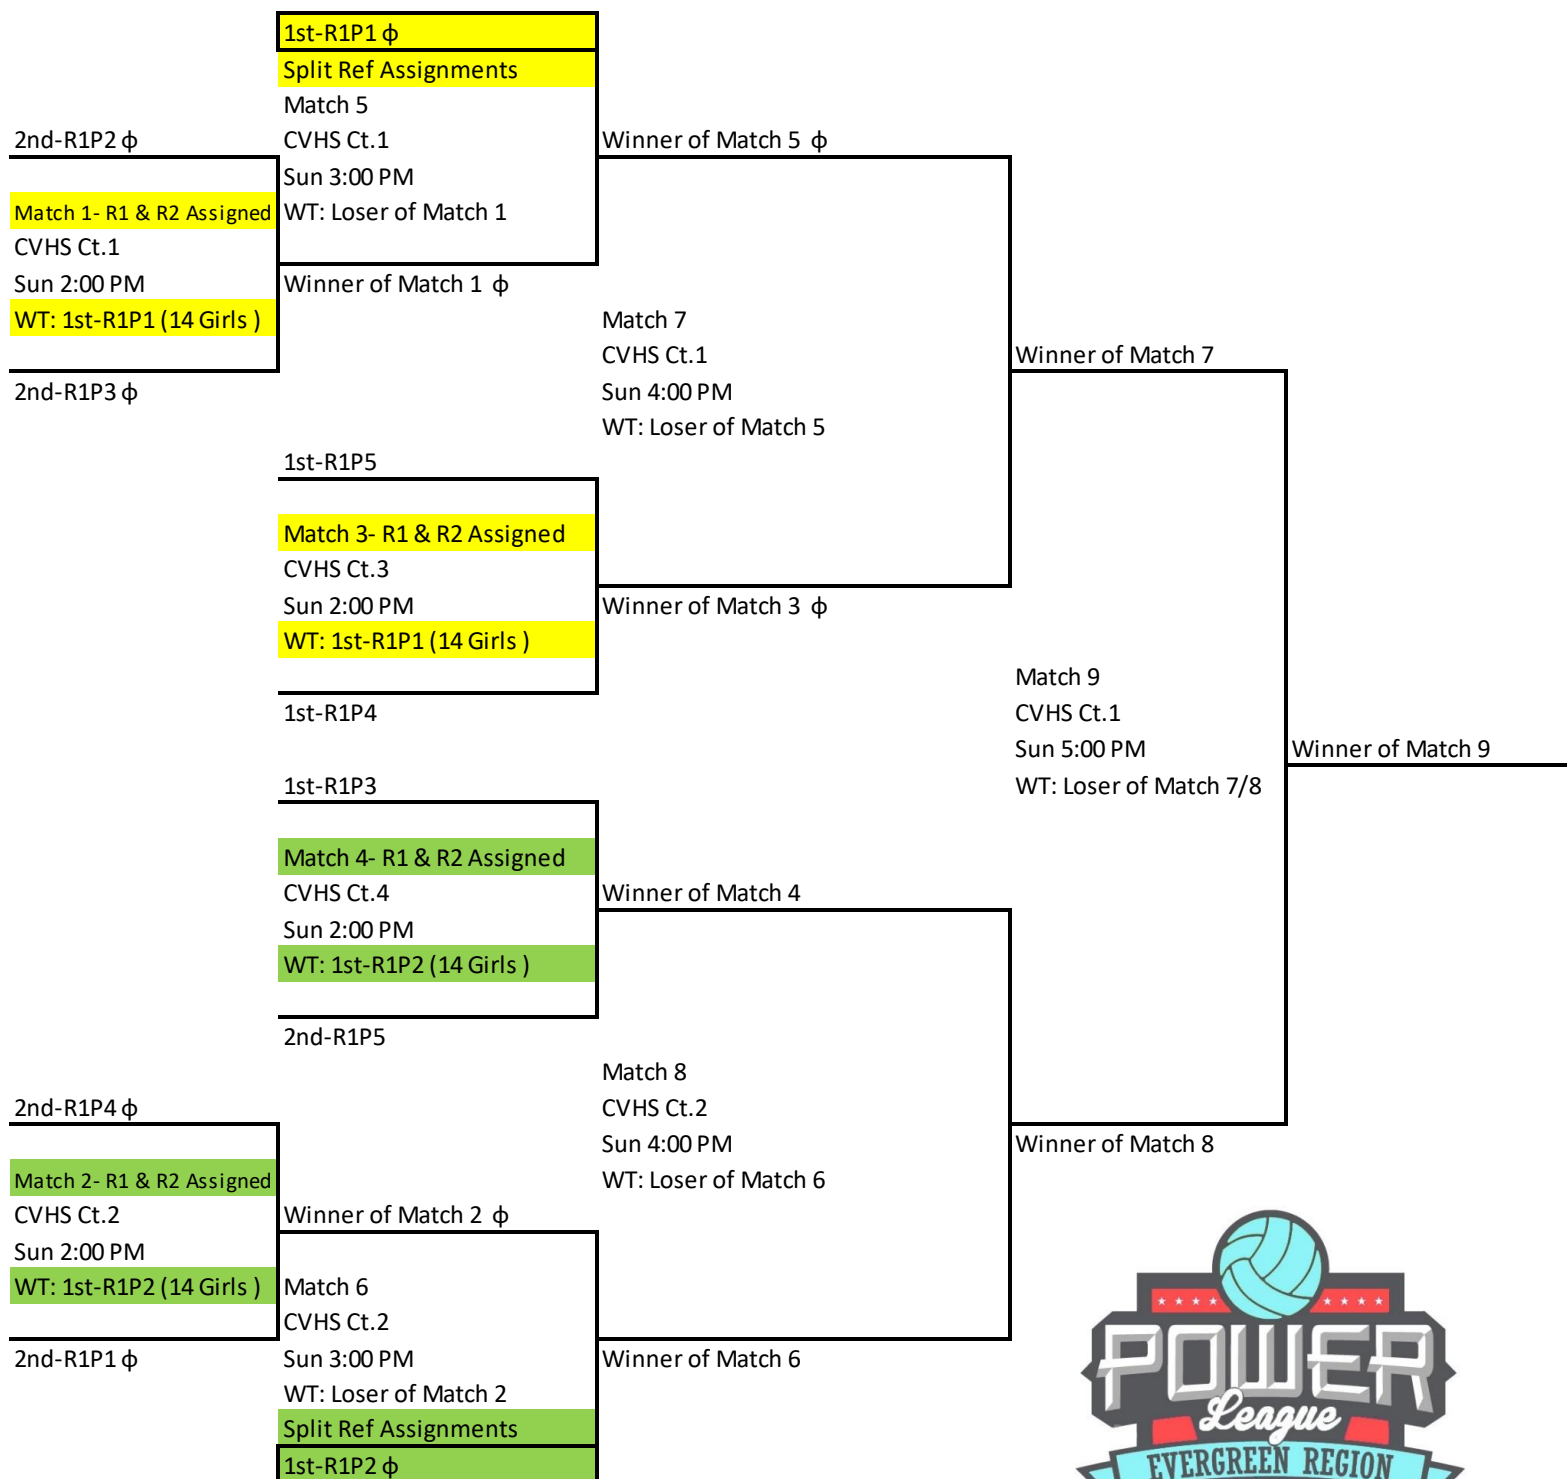 1st-R1P1 ф
Split Ref Assignments
Match 5
CVHS Ct.1
Sun 3:00 PM
WT: Loser of Match 1
2nd-R1P2 ф
Match 1- R1 & R2 Assigned
CVHS Ct.1
Sun 2:00 PM
WT: 1st-R1P1 (14 Girls )
2nd-R1P3 ф
Winner of Match 1 ф
Winner of Match 5 ф
Match 7
CVHS Ct.1
Sun 4:00 PM
WT: Loser of Match 5
Winner of Match 7
1st-R1P5
Match 3- R1 & R2 Assigned
CVHS Ct.3
Sun 2:00 PM
WT: 1st-R1P1 (14 Girls )
1st-R1P4
Winner of Match 3 ф
Match 9
CVHS Ct.1
Sun 5:00 PM
WT: Loser of Match 7/8
Winner of Match 9
1st-R1P3
Match 4- R1 & R2 Assigned
CVHS Ct.4
Sun 2:00 PM
WT: 1st-R1P2 (14 Girls )
2nd-R1P5
Winner of Match 4
Match 8
CVHS Ct.2
Sun 4:00 PM
WT: Loser of Match 6
Winner of Match 8
2nd-R1P4 ф
Match 2- R1 & R2 Assigned
CVHS Ct.2
Sun 2:00 PM
WT: 1st-R1P2 (14 Girls )
2nd-R1P1 ф
Winner of Match 2 ф
Match 6
CVHS Ct.2
Sun 3:00 PM
WT: Loser of Match 2
Split Ref Assignments
1st-R1P2 ф
Winner of Match 6
POWER
League
EVERGREEN REGION